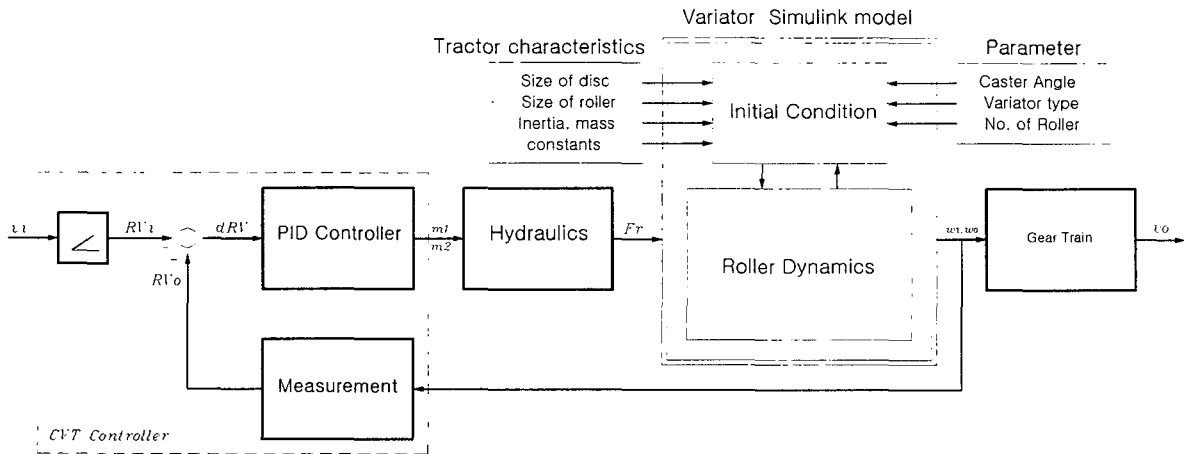 Variator Simulink model
Tractor characteristics
Parameter
Size of disc
Size of roller
Inertia, mass
constants
Initial Condition
Caster Angle
Variator type
No. of Roller
RVi
dRV
PID Controller
m1
m2
Hydraulics
Fr
Roller Dynamics
wi,wo
Gear Train
vo
RVo
Measurement
CVT Controller